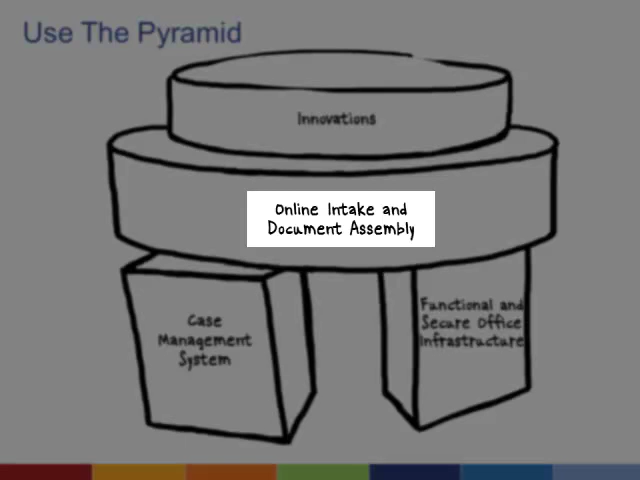 Use The Pyramid
Innovations
Online Intake and
Document Assembly
Case
Management
System
Functional and
Secure Office
Infrastructure